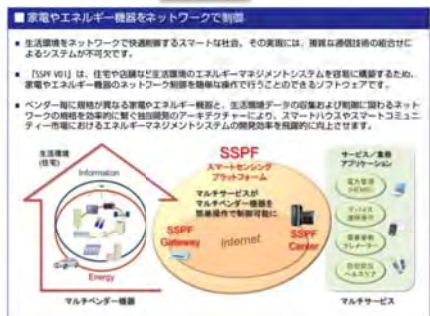 ■ 家電やエネルギー機器をネットワークで制御
■ 生活環境をネットワークで快適制御するスマートな社会。その実現には、複雑な通信技術の組合せに
よるシステムが不可欠です。
■ 『SSPF V01』は、住宅や店舗など生活環境のエネルギーマネジメントシステムを容易に構築するため、
家電やエネルギー機器のネットワーク制御を簡単な操作で行うことのできるソフトウェアです。
■ ベンダー毎に規格が異なる家電やエネルギー機器と、生活環境データの収集および制御に関わるネット
ワークの規格を効率的に繋ぐ独自開発のアーキテクチャーにより、スマートハウスやスマートコミュニ
ティー市場におけるエネルギーマネジメントシステムの開発効率を飛躍的に向上させます。
生活環境
(住宅)
Information
Energy
マルチベンダー機器
SSPF
スマートセンシング
プラットフォーム
マルチサービスが
マルチベンダー機器を
簡単操作で制御可能に
SSPF
Gateway
Internet
SSPF
Center
サービス/業務
アプリケーション
電力管理
ヘルスケア
マルチサービス